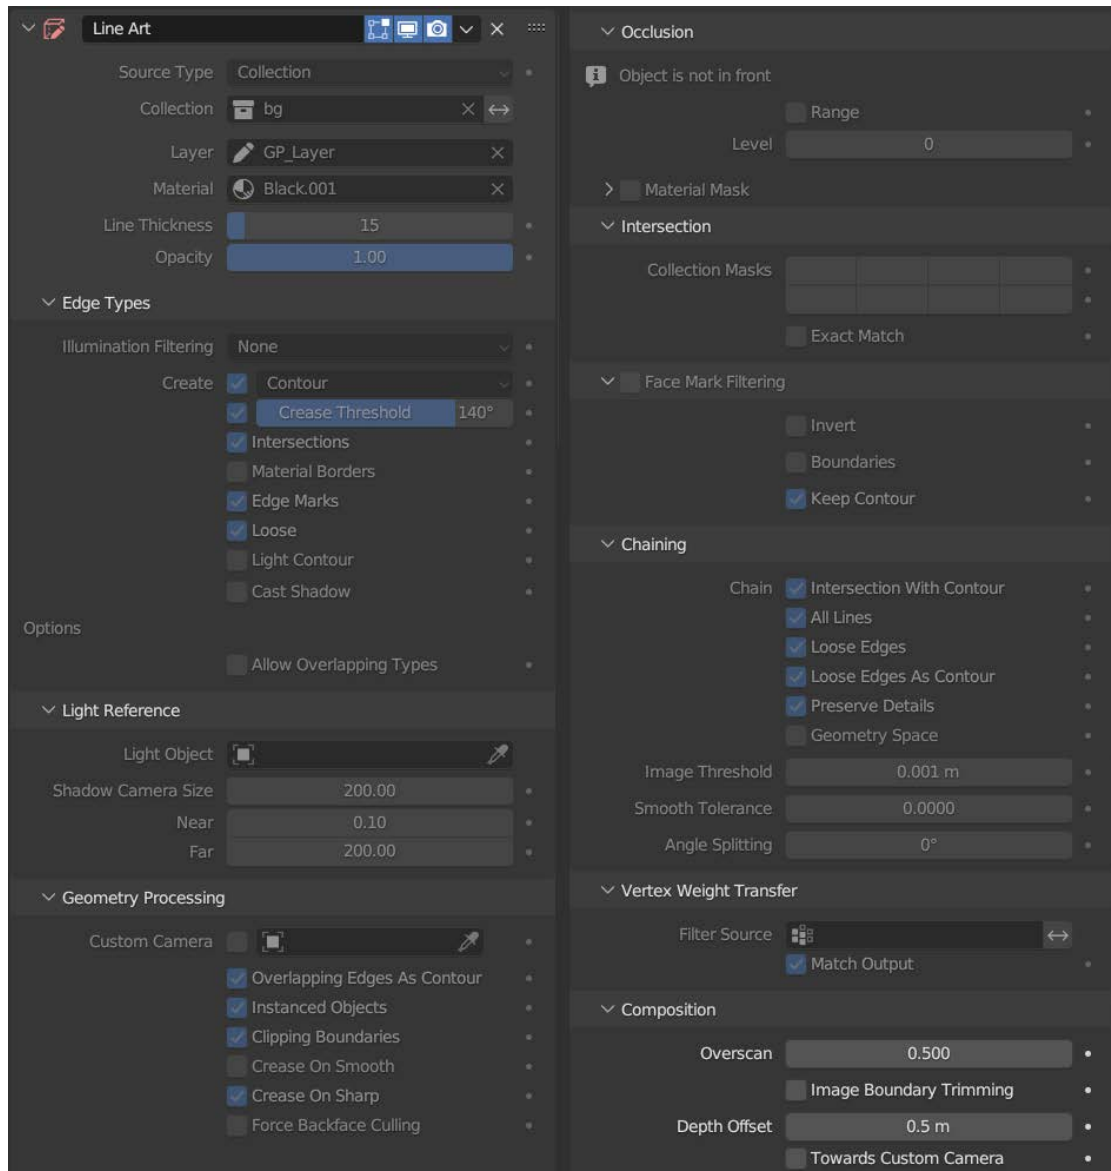 Line Art
Source Type Collection
Collection bg
Layer GP_Layer
Material Black.001
Line Thickness 15
Opacity 1.00
Edge Types
Illumination Filtering None
Create Contour
Crease Threshold 140°
Intersections
Material Borders
Edge Marks
Loose
Light Contour
Cast Shadow
Options
Allow Overlapping Types
Light Reference
Light Object
Shadow Camera Size 200.00
Near 0.10
Far 200.00
Geometry Processing
Custom Camera
Overlapping Edges As Contour
Instanced Objects
Clipping Boundaries
Crease On Smooth
Crease On Sharp
Force Backface Culling
Occlusion
Object is not in front
Range
Level 0
Material Mask
Intersection
Collection Masks
Exact Match
Face Mark Filtering
Invert
Boundaries
Keep Contour
Chaining
Chain Intersection With Contour
All Lines
Loose Edges
Loose Edges As Contour
Preserve Details
Geometry Space
Image Threshold 0.001 m
Smooth Tolerance 0.0000
Angle Splitting 0°
Vertex Weight Transfer
Filter Source
Match Output
Composition
Overscan 0.500
Image Boundary Trimming
Depth Offset 0.5 m
Towards Custom Camera